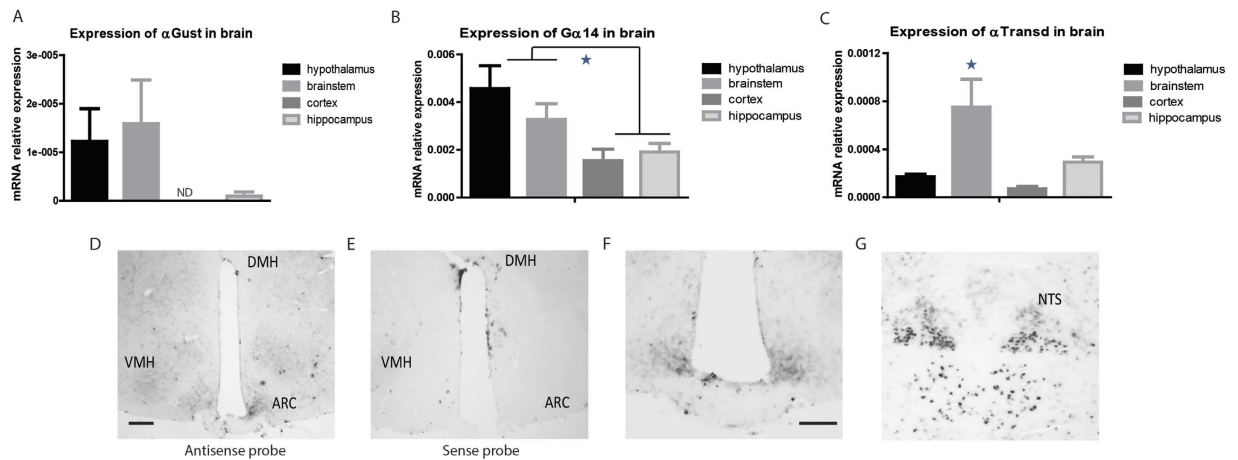 A
Expression of αGust in brain
mRNA relative expression
3e-005
2e-005
1e-005
0
ND
hypothalamus
brainstem
cortex
hippocampus
B
Expression of Gα14 in brain
mRNA relative expression
0.006
0.004
0.002
0.000
hypothalamus
brainstem
cortex
hippocampus
C
Expression of αTransd in brain
mRNA relative expression
0.0012
0.0008
0.0004
0.0000
hypothalamus
brainstem
cortex
hippocampus
D
DMH
VMH
ARC
Antisense probe
E
DMH
VMH
ARC
Sense probe
F
G
NTS